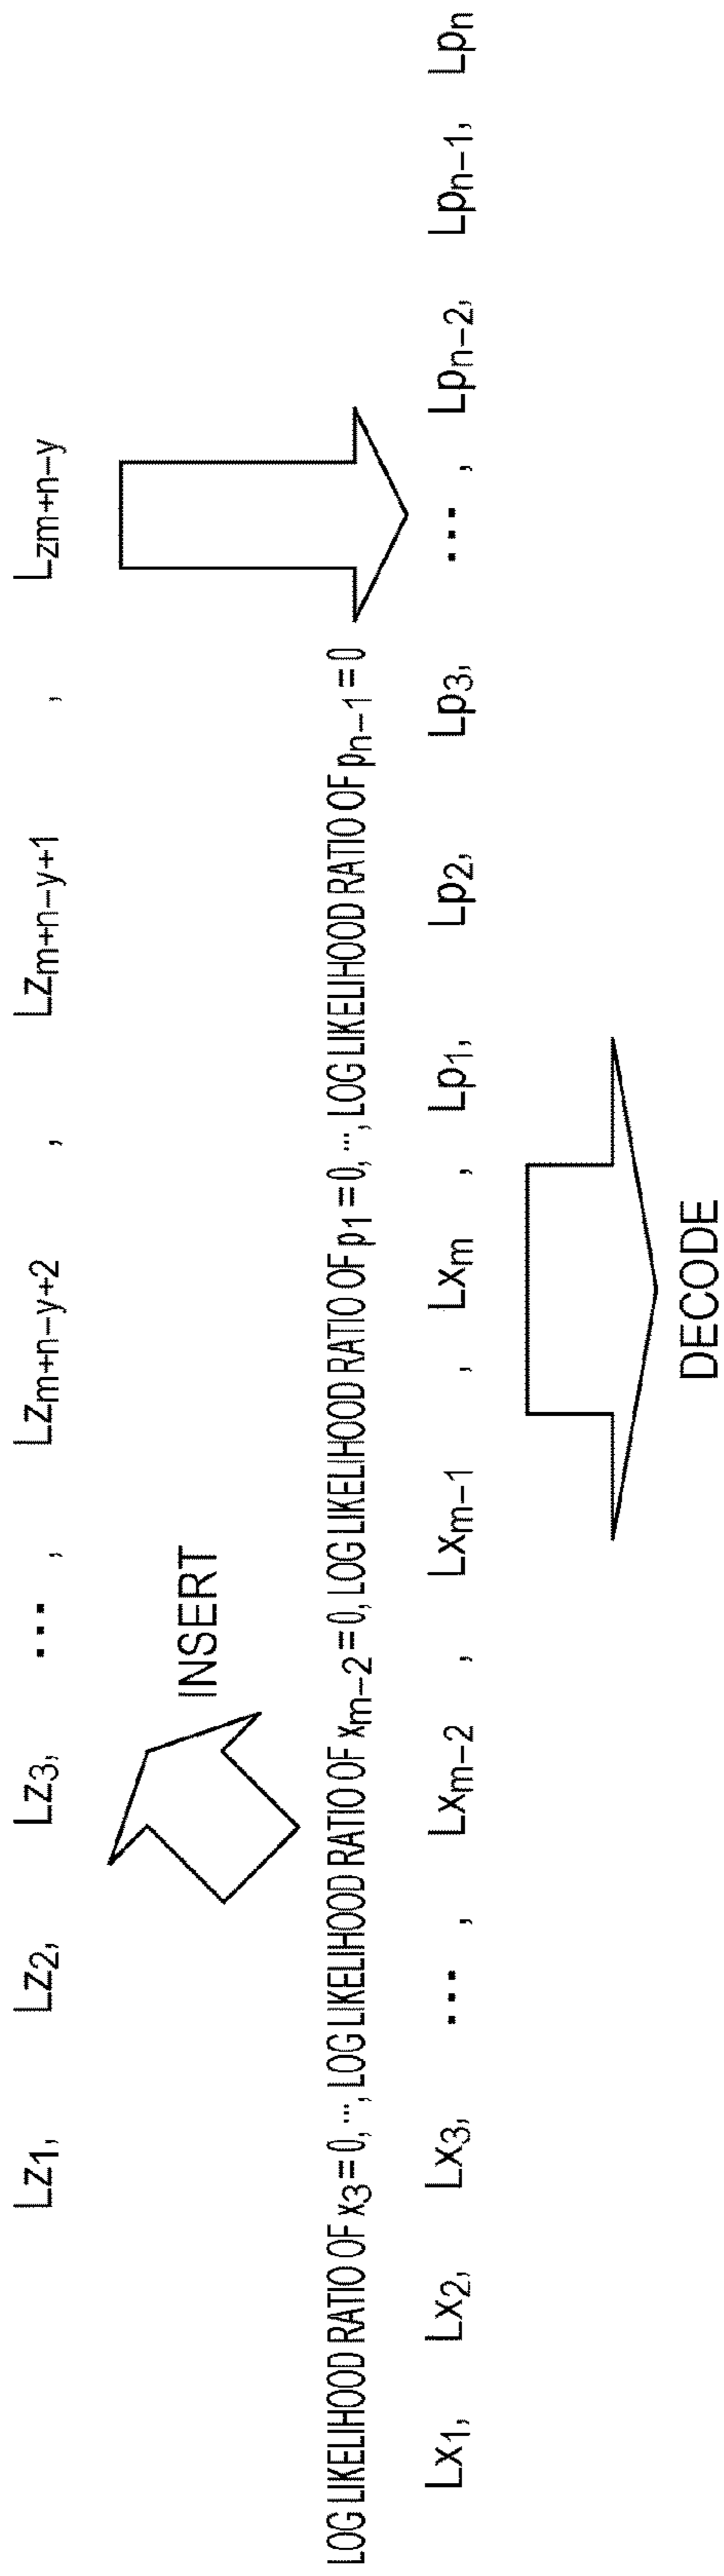 Lz1, Lz2, Lz3, ... , Lzm+n−y+2 , Lzm+n−y+1 , Lzm+n−y
INSERT
LOG LIKELIHOOD RATIO OF x3 = 0, ..., LOG LIKELIHOOD RATIO OF xm−2 = 0, LOG LIKELIHOOD RATIO OF p1 = 0, ..., LOG LIKELIHOOD RATIO OF pn−1 = 0
Lx1, Lx2, Lx3, ... , Lxm−2 , Lxm−1 , Lxm , Lp1, Lp2, Lp3, ... , Lpn−2, Lpn−1, Lpn
DECODE